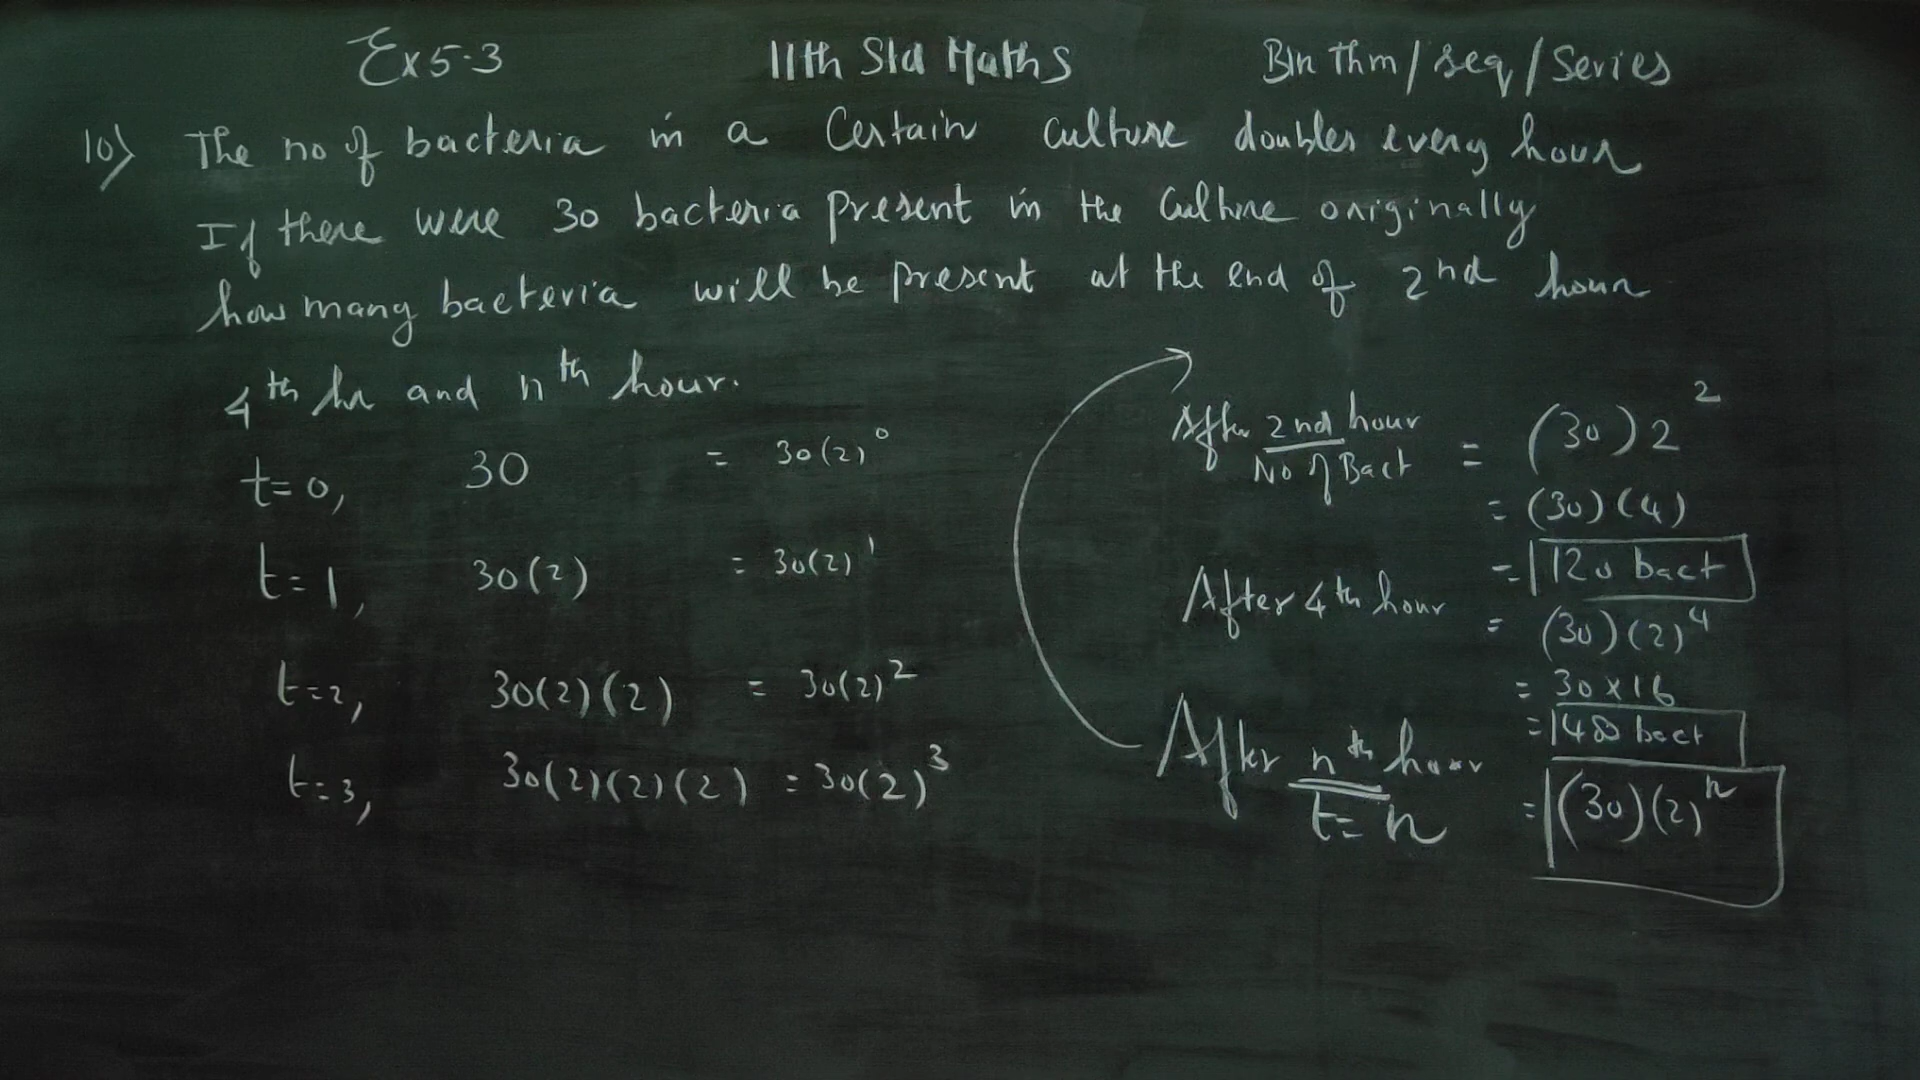 Ex 5.3 11th Std Maths Bin Thm / seq / Series
10) The no of bacteria in a Certain culture doubles every hour
If there were 30 bacteria present in the Culture originally
how many bacteria will be present at the end of 2nd hour
4th hr and nth hour.
t=0, 30 = 30(2)^0
t=1, 30(2) = 30(2)^1
t=2, 30(2)(2) = 30(2)^2
t=3, 30(2)(2)(2) = 30(2)^3
After 2nd hour
No of Bact = (30)2^2
= (30)(4)
= 120 bact
After 4th hour = (30)(2)^4
= 30×16
= 480 bact
After nth hour
t=n = (30)(2)^n